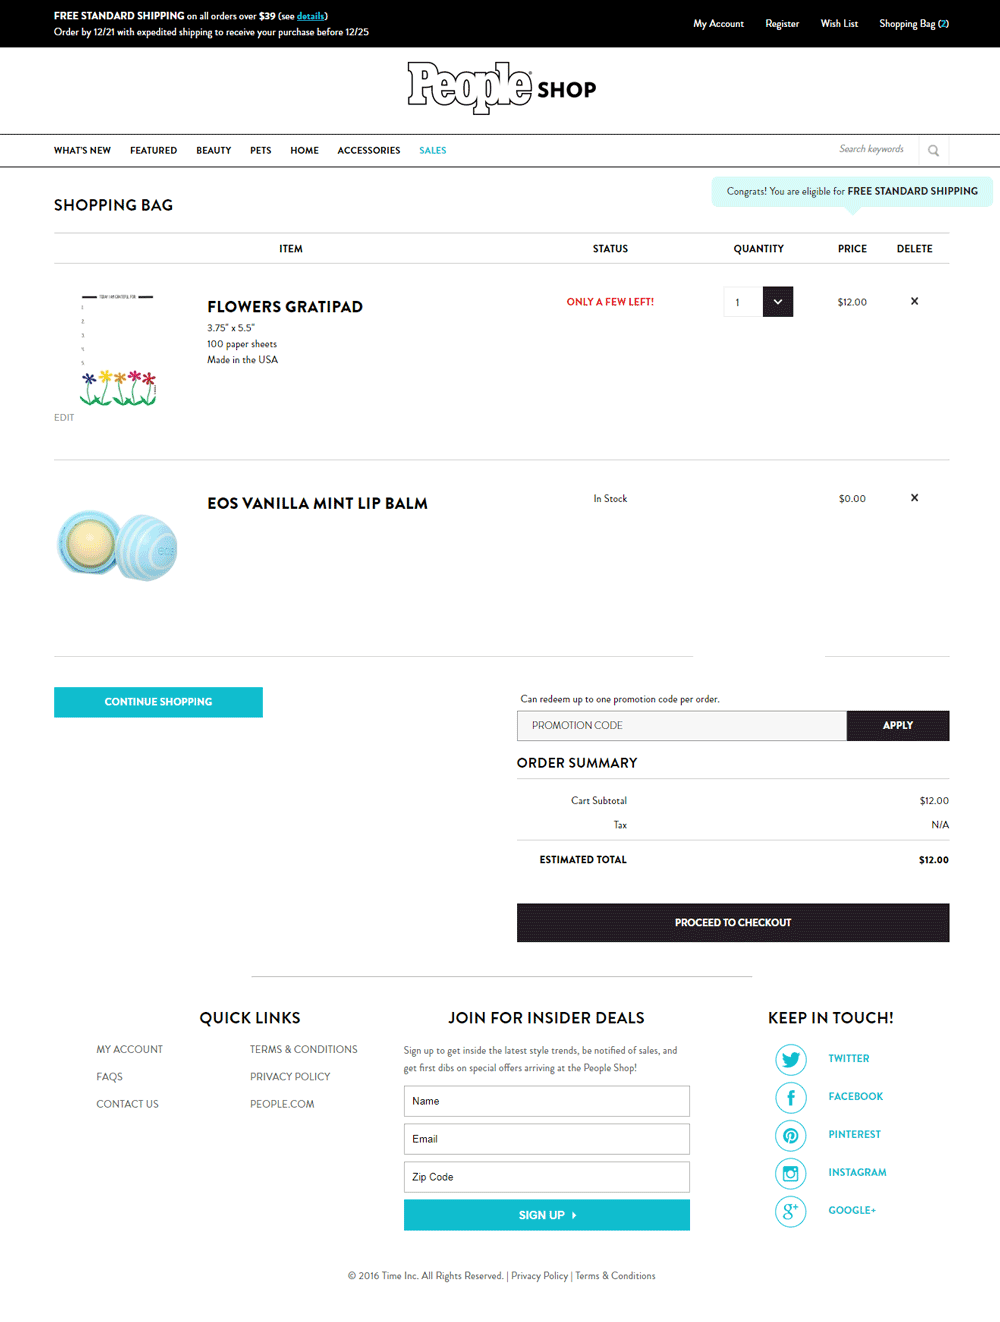 FREE STANDARD SHIPPING on all orders over $39 (see details)
Order by 12/21 with expedited shipping to receive your purchase before 12/25
My Account Register Wish List Shopping Bag (2)
People SHOP
WHAT'S NEW FEATURED BEAUTY PETS HOME ACCESSORIES SALES
Search keywords
Congrats! You are eligible for FREE STANDARD SHIPPING
SHOPPING BAG
ITEM STATUS QUANTITY PRICE DELETE
TODAY I AM GRATEFUL FOR
FLOWERS GRATIPAD
ONLY A FEW LEFT!
1
$12.00
3.75" x 5.5"
100 paper sheets
Made in the USA
EDIT
EOS VANILLA MINT LIP BALM
In Stock
$0.00
eos
CONTINUE SHOPPING
Can redeem up to one promotion code per order.
PROMOTION CODE
APPLY
ORDER SUMMARY
Cart Subtotal $12.00
Tax N/A
ESTIMATED TOTAL $12.00
PROCEED TO CHECKOUT
QUICK LINKS
MY ACCOUNT TERMS & CONDITIONS
FAQS PRIVACY POLICY
CONTACT US PEOPLE.COM
JOIN FOR INSIDER DEALS
Sign up to get inside the latest style trends, be notified of sales, and
get first dibs on special offers arriving at the People Shop!
Name
Email
Zip Code
SIGN UP
KEEP IN TOUCH!
TWITTER
FACEBOOK
PINTEREST
INSTAGRAM
GOOGLE+
© 2016 Time Inc. All Rights Reserved. | Privacy Policy | Terms & Conditions